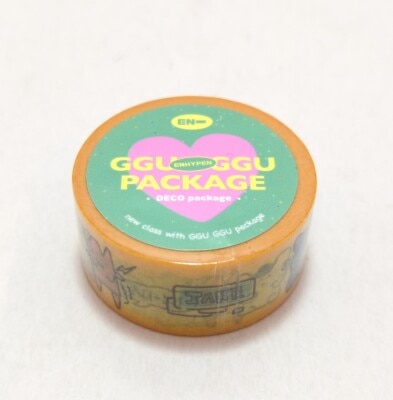 EN-
GGU GGU
ENHYPEN
PACKAGE
• DECO package •
new class with GGU GGU package